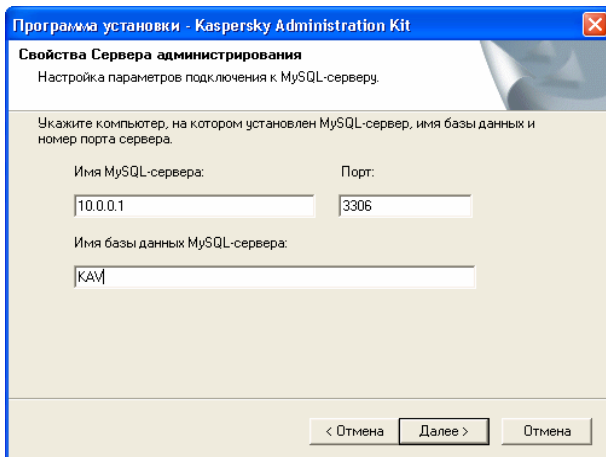 Программа установки - Kaspersky Administration Kit
Свойства Сервера администрирования
Настройка параметров подключения к MySQL-серверу.
Укажите компьютер, на котором установлен MySQL-сервер, имя базы данных и
номер порта сервера.
Имя MySQL-сервера: Порт:
10.0.0.1 3306
Имя базы данных MySQL-сервера:
KAV
< Отмена Далее > Отмена